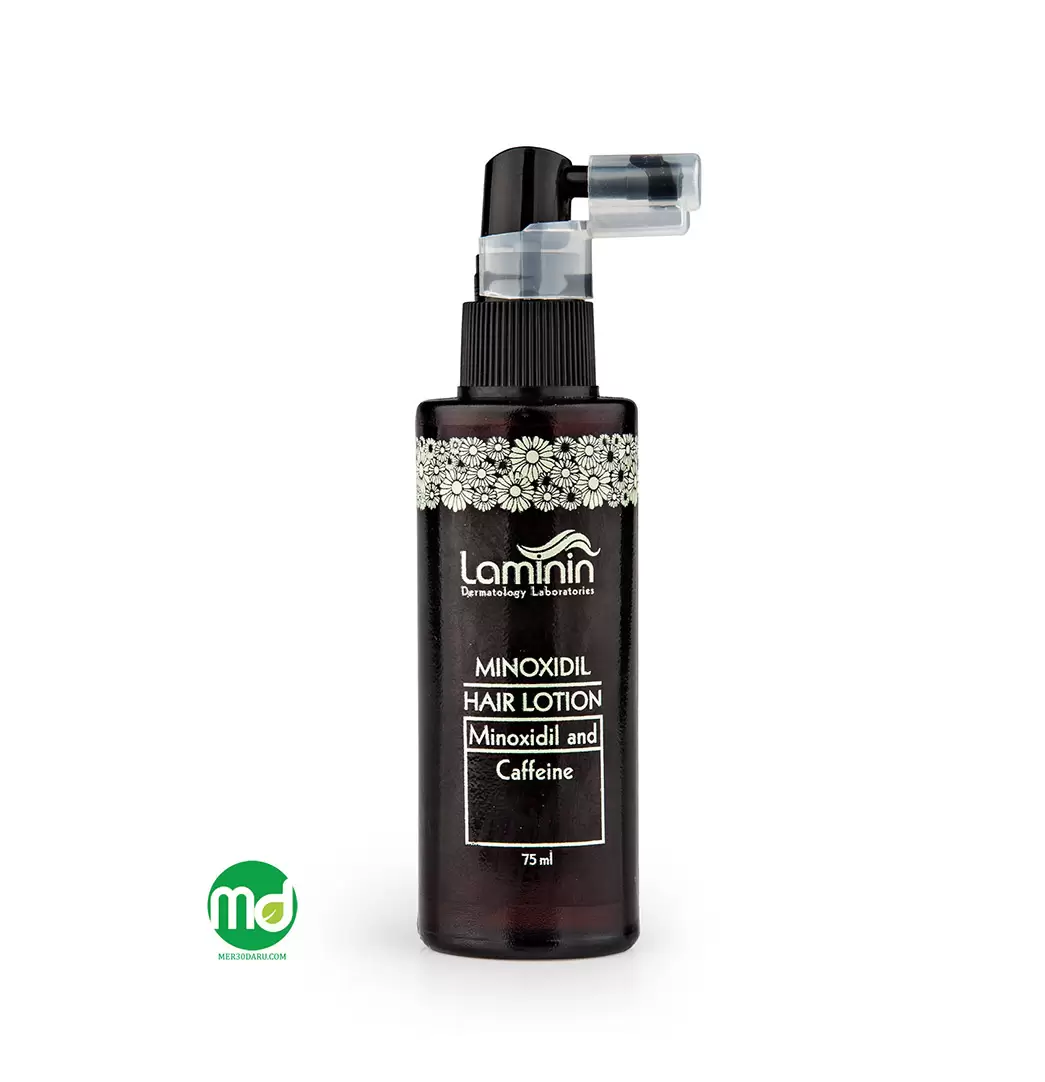 Laminin
Dermatology Laboratories
MINOXIDIL
HAIR LOTION
Minoxidil and
Caffeine
75 ml
md
MER30DARU.COM